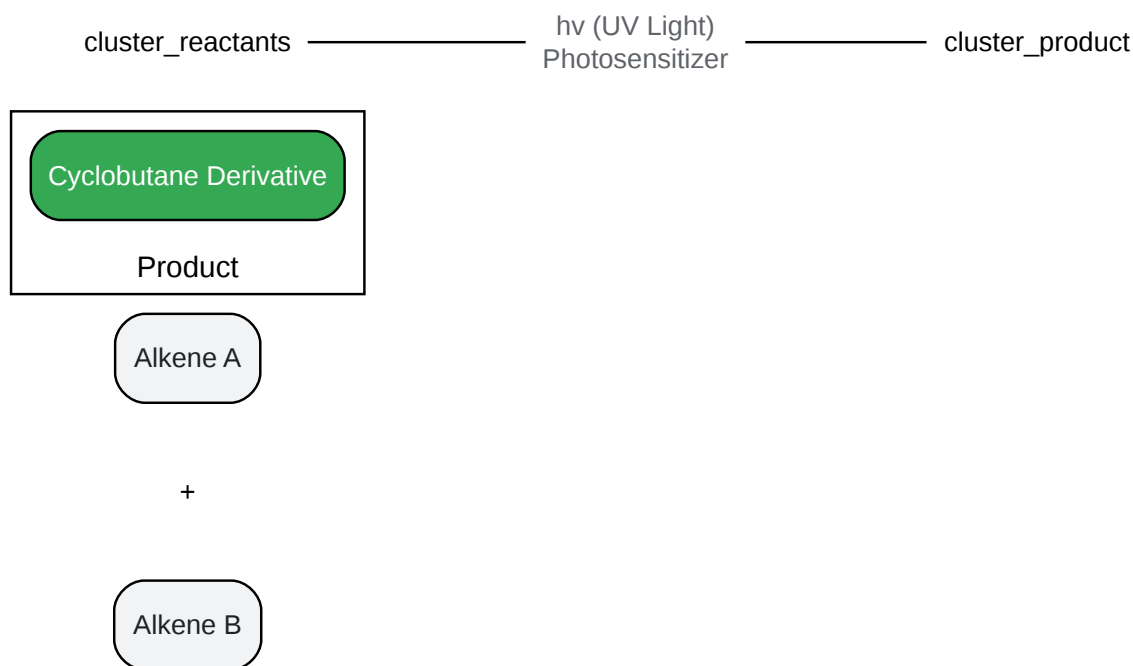 cluster_reactants
hv (UV Light)
Photosensitizer
cluster_product
Cyclobutane Derivative
Product
Alkene A
+
Alkene B